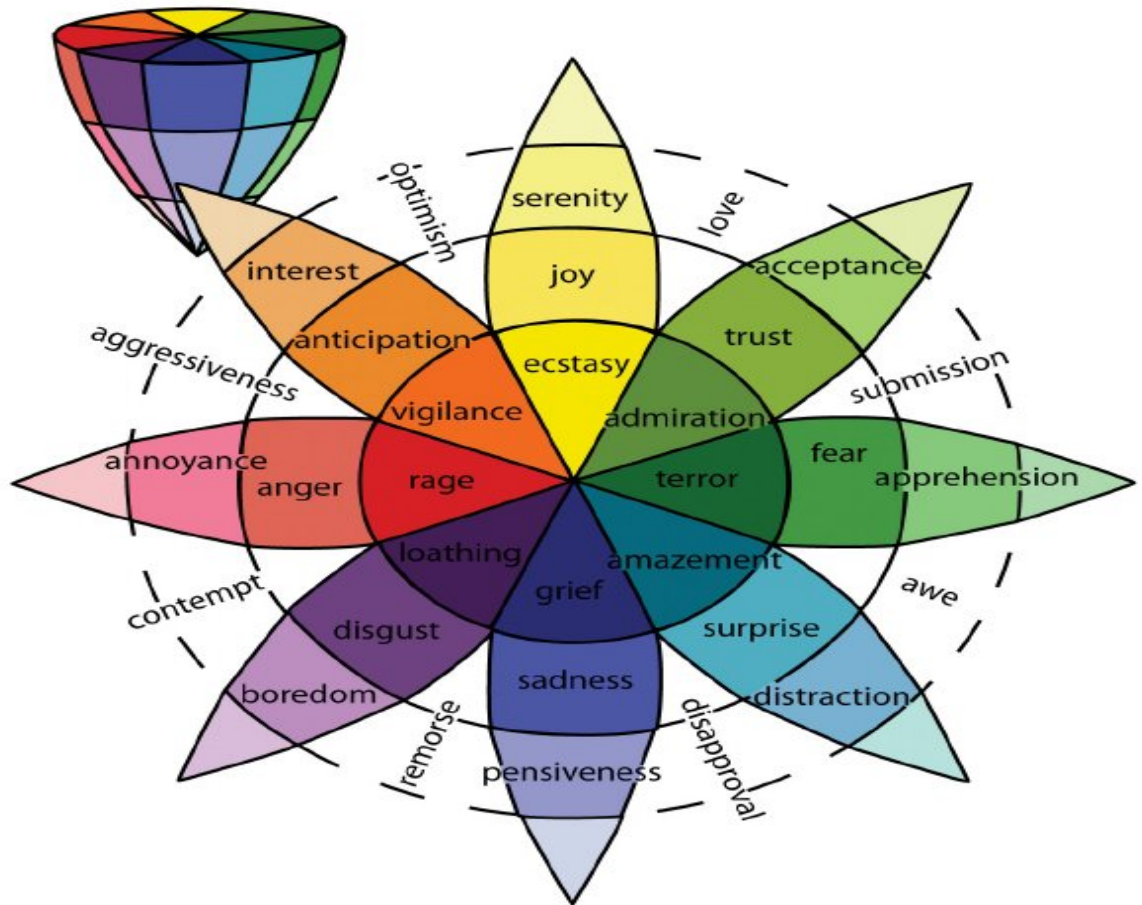 optimism
love
serenity
interest
acceptance
joy
anticipation
trust
aggressiveness
ecstasy
submission
vigilance
admiration
annoyance
anger
rage
terror
fear
apprehension
loathing
amazement
contempt
grief
awe
disgust
surprise
boredom
sadness
distraction
remorse
disapproval
pensiveness